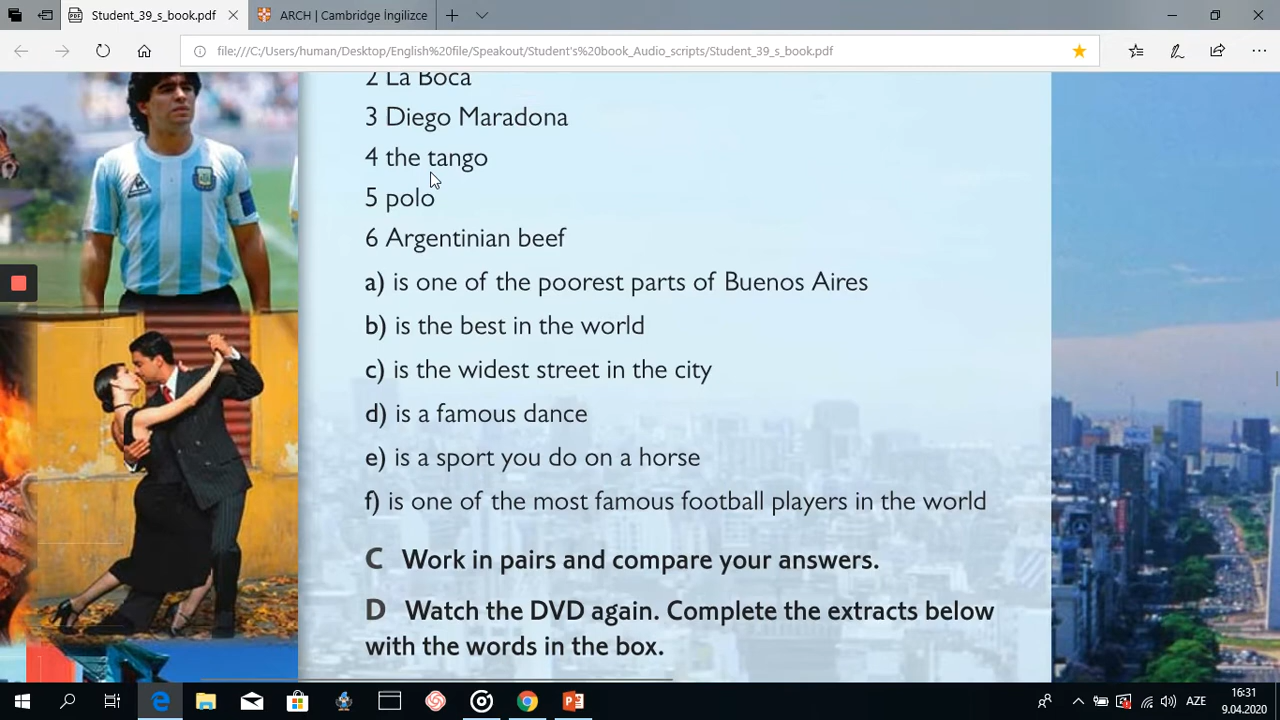 Student_39_s_book.pdf
ARCH | Cambridge İngilizce
file:///C:/Users/human/Desktop/English%20file/Speakout/Student's%20book_Audio_scripts/Student_39_s_book.pdf
2 La Boca
3 Diego Maradona
4 the tango
5 polo
6 Argentinian beef
a) is one of the poorest parts of Buenos Aires
b) is the best in the world
c) is the widest street in the city
d) is a famous dance
e) is a sport you do on a horse
f) is one of the most famous football players in the world
C Work in pairs and compare your answers.
D Watch the DVD again. Complete the extracts below
with the words in the box.
AZE
16:31
9.04.2020